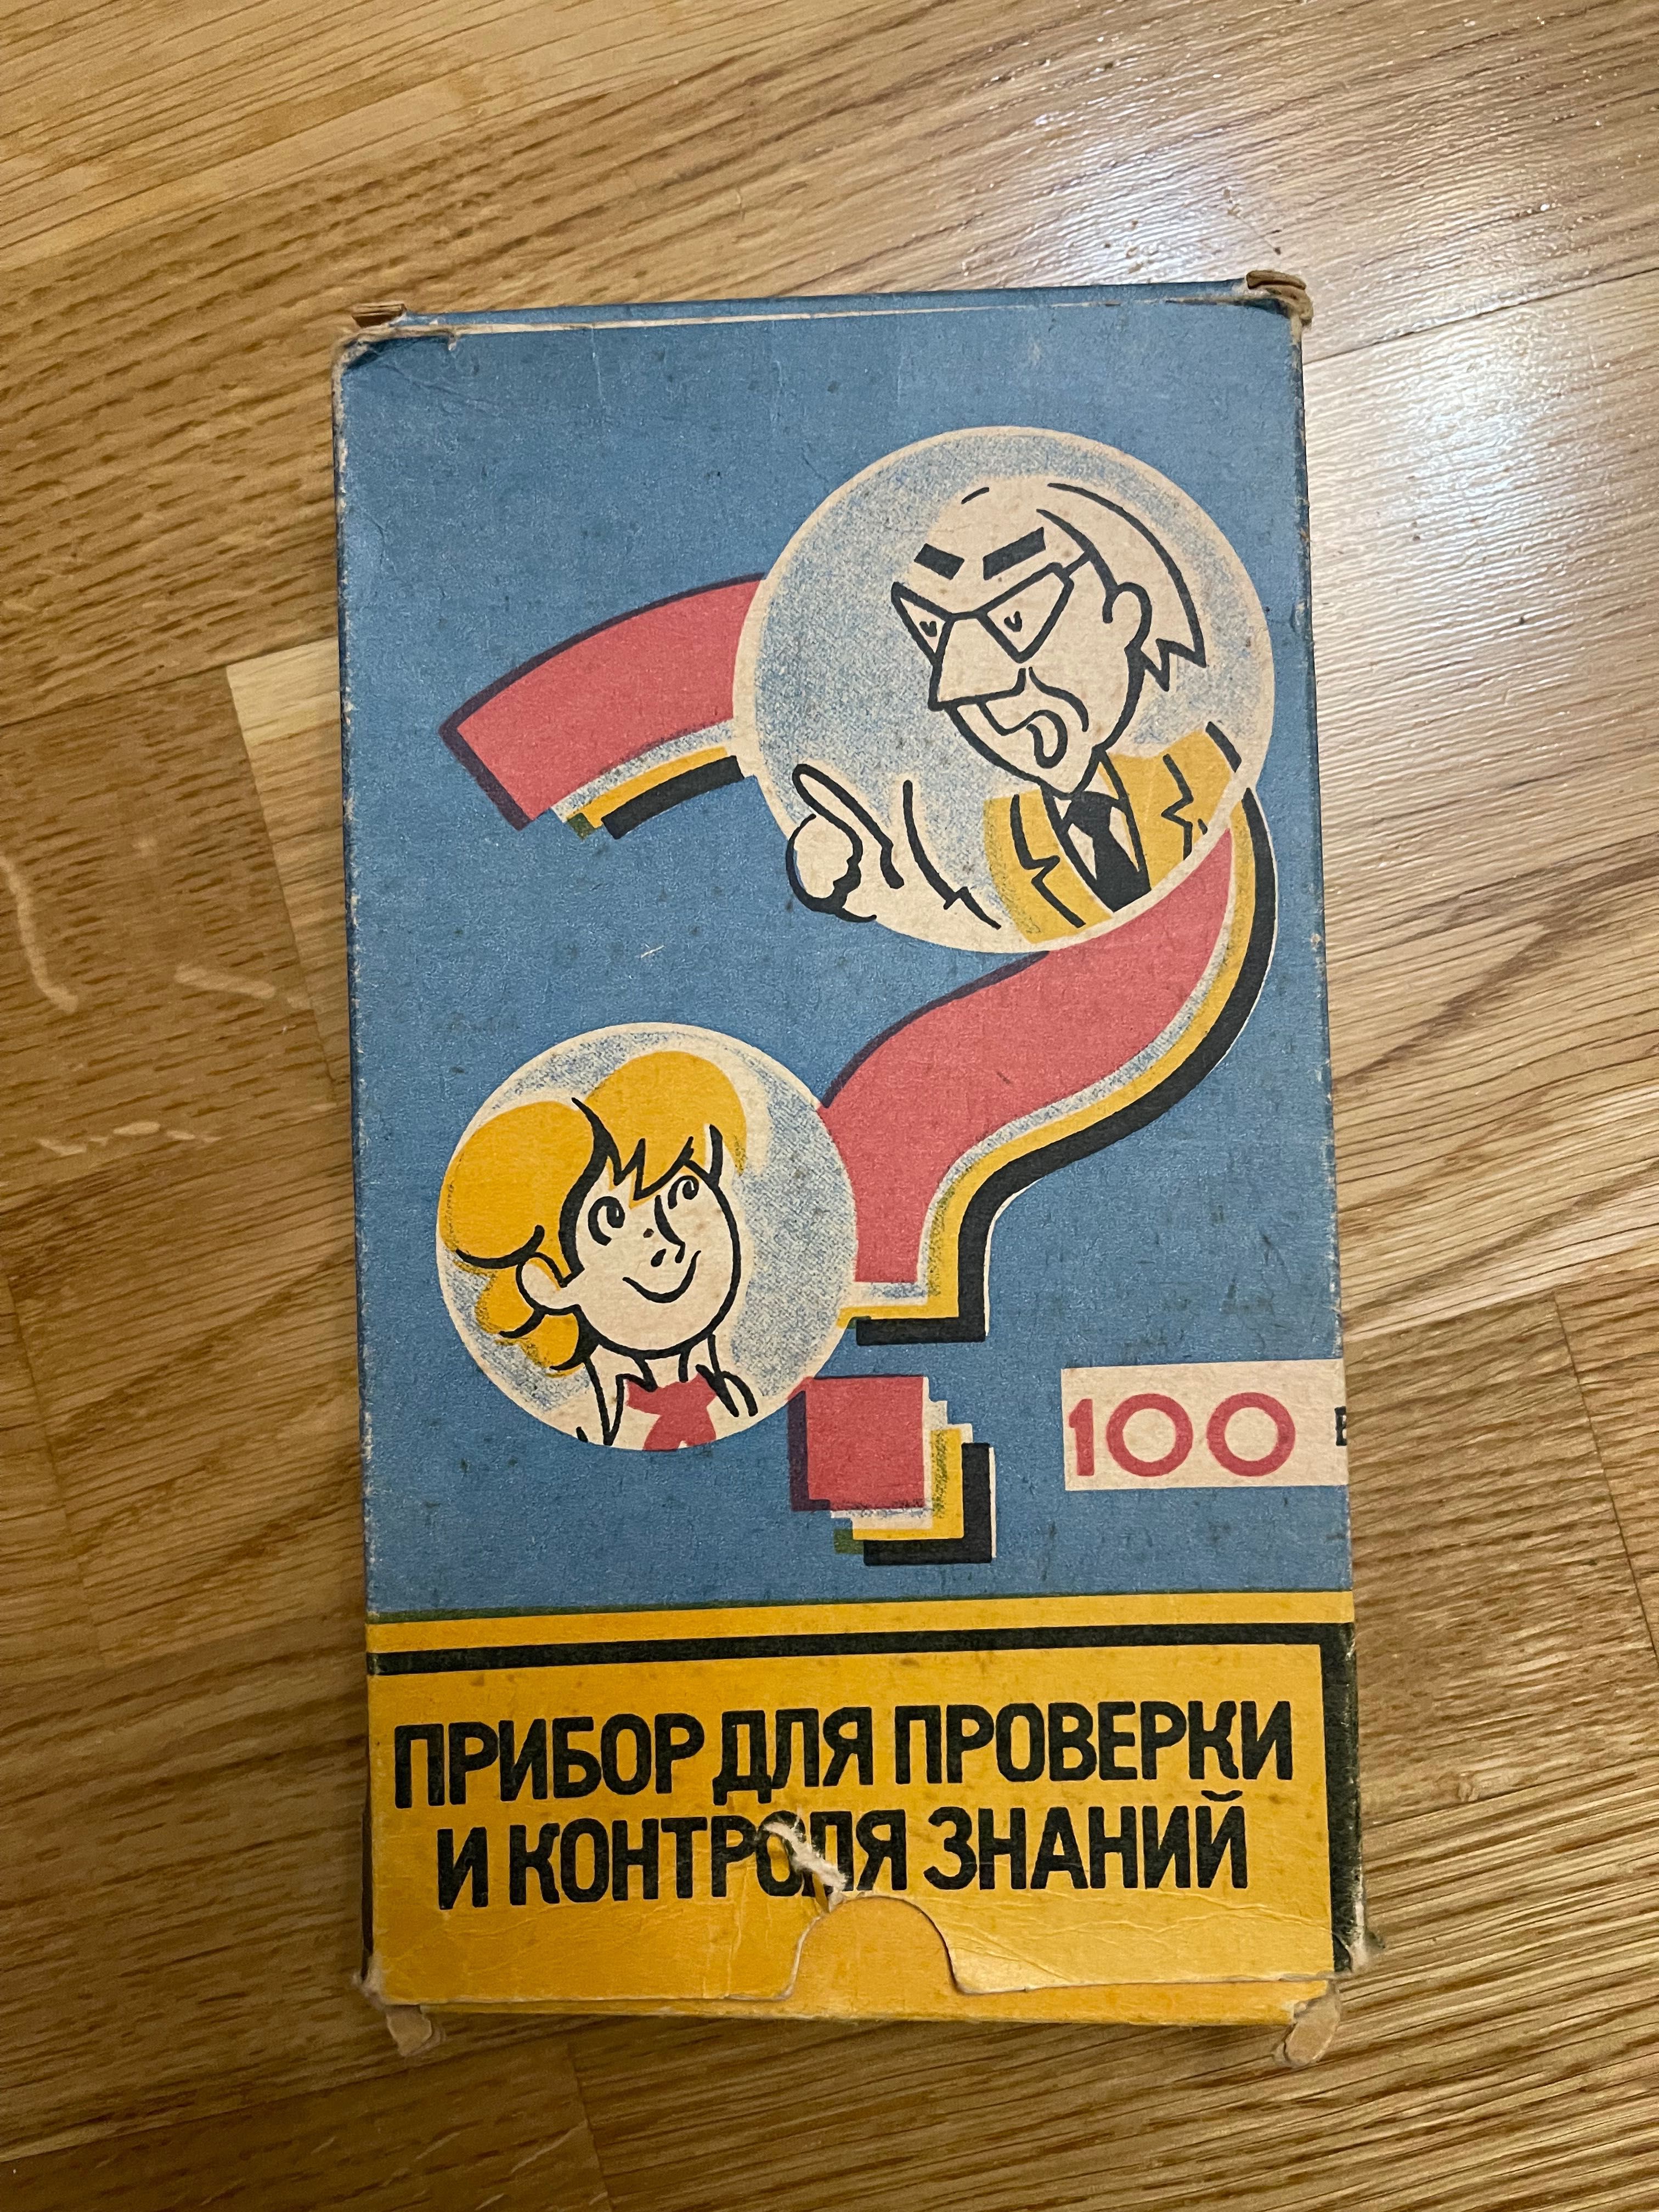 100
ПРИБОР ДЛЯ ПРОВЕРКИ
И КОНТРОЛЯ ЗНАНИЙ